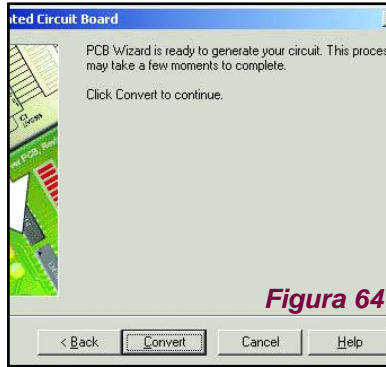 ted Circuit Board
PCB Wizard is ready to generate your circuit. This proces
may take a few moments to complete.
Click Convert to continue.
Figura 64
< Back
Convert
Cancel
Help